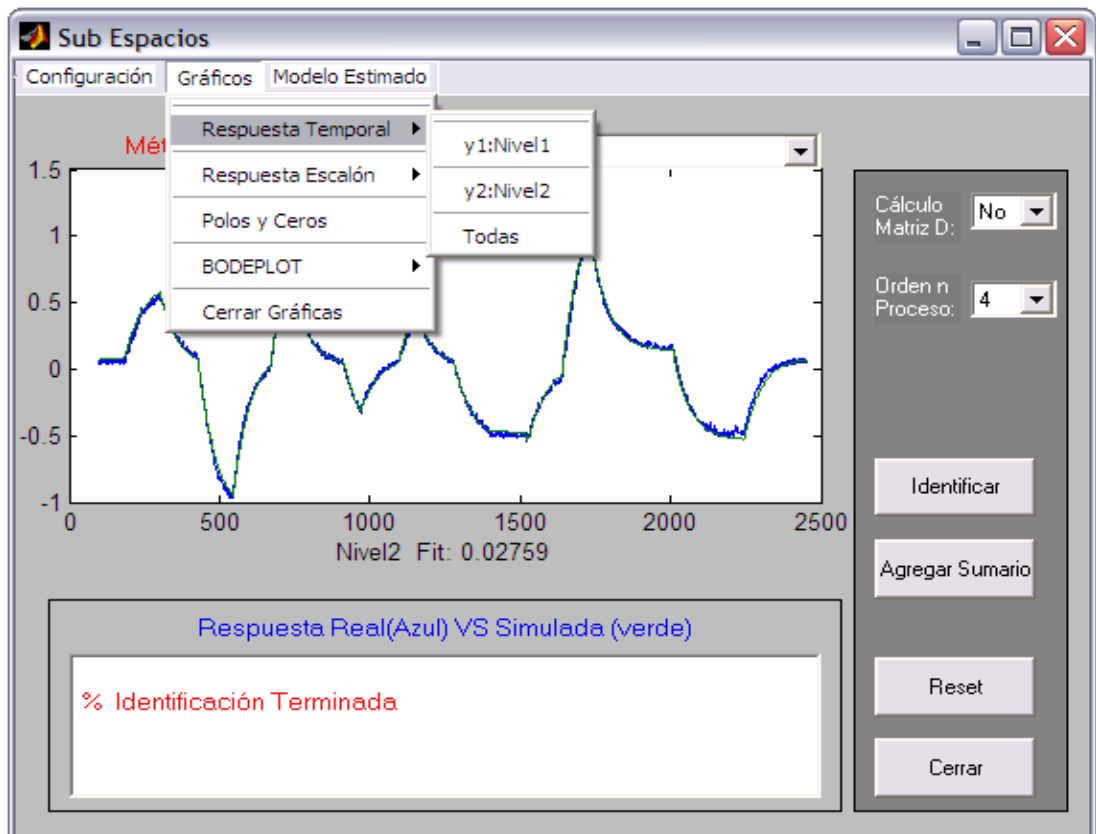 Sub Espacios
Configuración Gráficos Modelo Estimado
Respuesta Temporal
Respuesta Escalón
Polos y Ceros
BODEPLOT
Cerrar Gráficas
y1:Nivel1
y2:Nivel2
Todas
1.5
1
0.5
0
-0.5
-1
0 500 1000 1500 2000 2500
Nivel2 Fit: 0.02759
Cálculo
Matriz D:
No
Orden n
Proceso:
4
Identificar
Agregar Sumario
Reset
Cerrar
Respuesta Real(Azul) VS Simulada (verde)
% Identificación Terminada